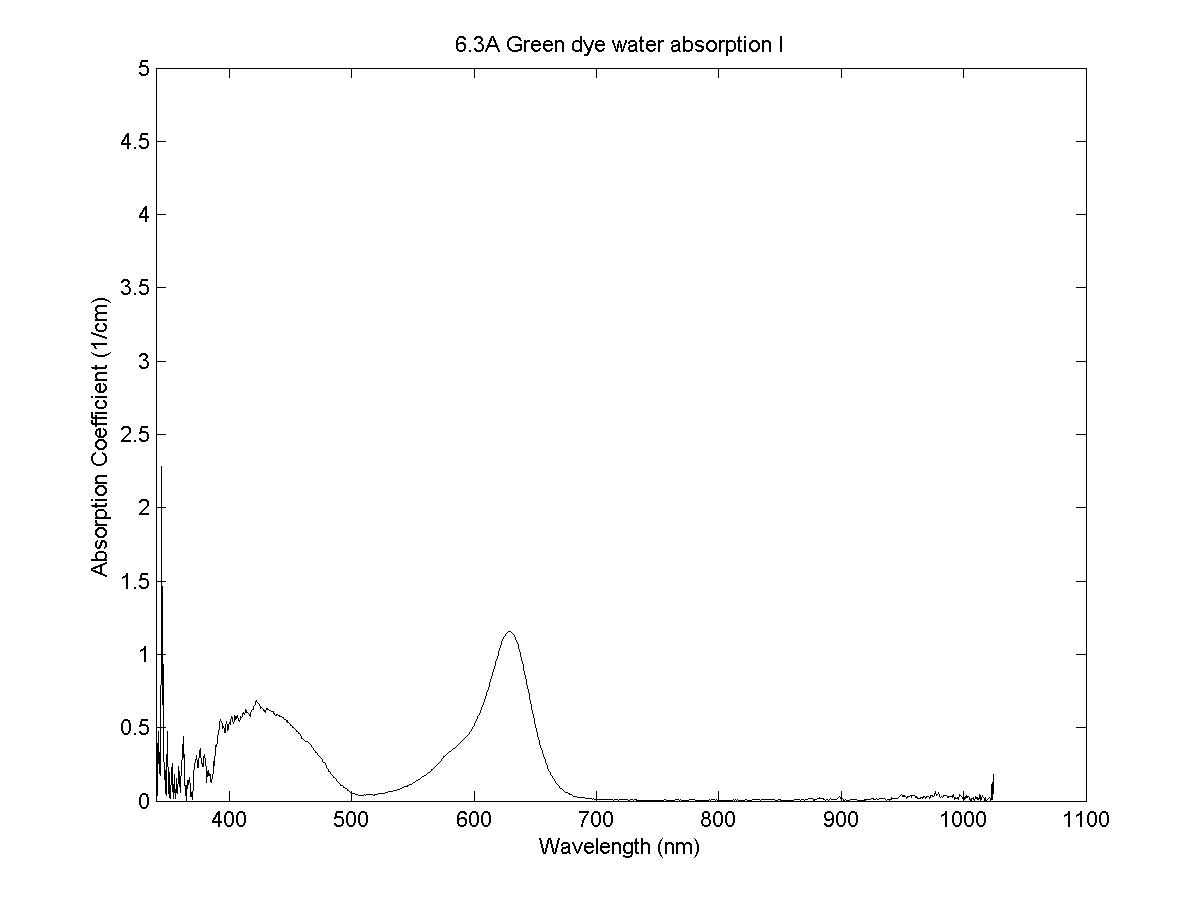 6.3A Green dye water absorption I
5
4.5
4
3.5
3
2.5
2
1.5
1
0.5
0
Absorption Coefficient (1/cm)
400 500 600 700 800 900 1000 1100
Wavelength (nm)